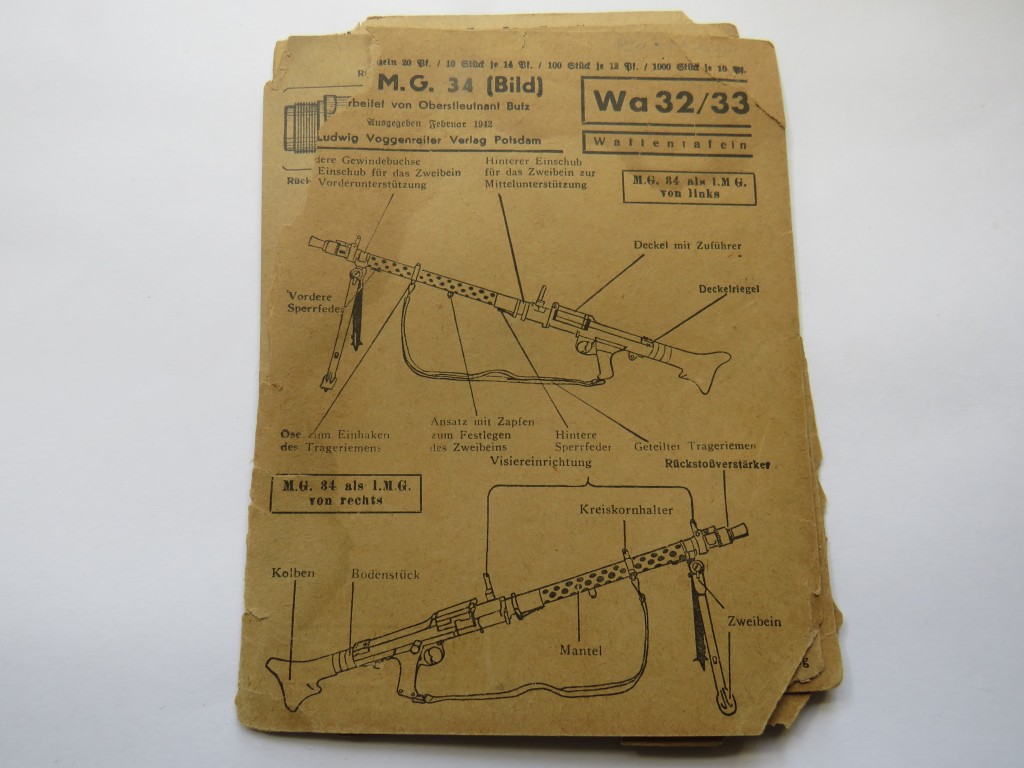 20 Pf. / 10 Stück je 14 Pf. / 100 Stück je 12 Pf. / 1000 Stück je 10 Pf.
M.G. 34 (Bild)
rbeitet von Oberstleutnant Butz
Ausgegeben Februar 1942
Ludwig Voggenreiter Verlag Potsdam
Wa 32/33
Waffentafeln
Rück
dere Gewindebuchse
Einschub für das Zweibein
Vorderunterstützung
Hinterer Einschub
für das Zweibein zur
Mittelunterstützung
M.G. 34 als l.M.G.
von links
Deckel mit Zuführer
Deckelriegel
Vordere
Sperrfeder
Öse zum Einhaken
des Trageriemens
Ansatz mit Zapfen
zum Festlegen
des Zweibeins
Hintere
Sperrfeder
Geteilter Trageriemen
Visiereinrichtung
Rückstoßverstärker
M.G. 34 als l.M.G.
von rechts
Kreiskornhalter
Kolben
Bodenstück
Mantel
Zweibein